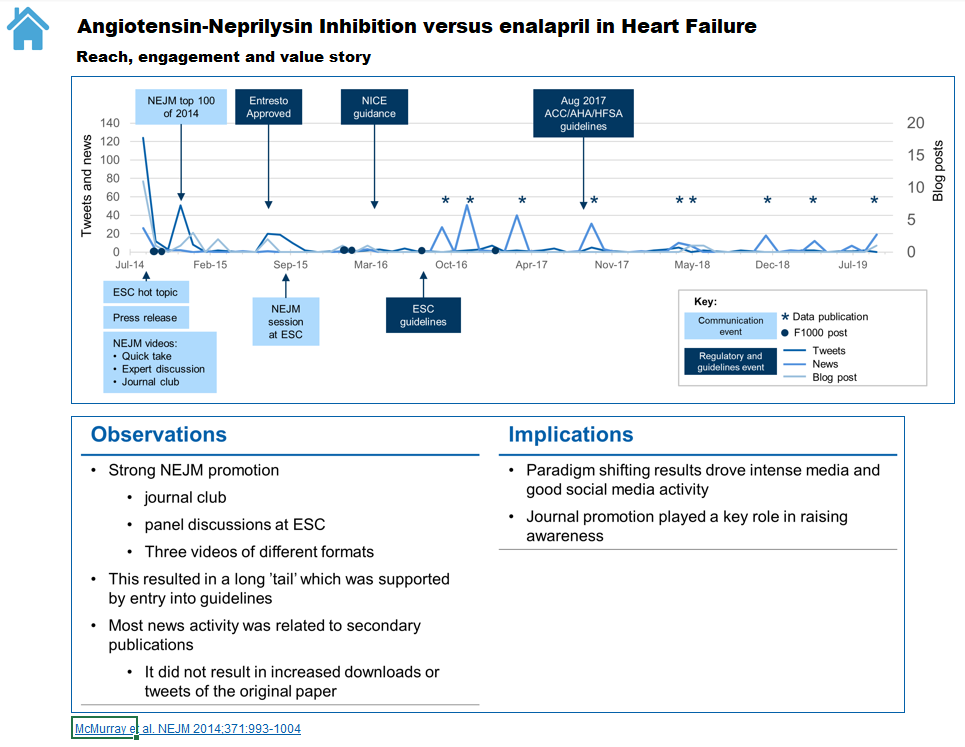 Angiotensin-Neprilysin Inhibition versus enalapril in Heart Failure
Reach, engagement and value story
NEJM top 100
of 2014
Entresto
Approved
NICE
guidance
Aug 2017
ACC/AHA/HFSA
guidelines
Tweets and news
140
120
100
80
60
40
20
0
20
15
10
5
0
Blog posts
* * * * * * * * *
Jul-14 Feb-15 Sep-15 Mar-16 Oct-16 Apr-17 Nov-17 May-18 Dec-18 Jul-19
ESC hot topic
Press release
NEJM videos:
• Quick take
• Expert discussion
• Journal club
NEJM
session
at ESC
ESC
guidelines
Key:
Communication
event
Regulatory and
guidelines event
* Data publication
F1000 post
Tweets
News
Blog post
Observations
• Strong NEJM promotion
• journal club
• panel discussions at ESC
• Three videos of different formats
• This resulted in a long 'tail' which was supported
by entry into guidelines
• Most news activity was related to secondary
publications
• It did not result in increased downloads or
tweets of the original paper
Implications
• Paradigm shifting results drove intense media and
good social media activity
• Journal promotion played a key role in raising
awareness
McMurray et al. NEJM 2014;371:993-1004